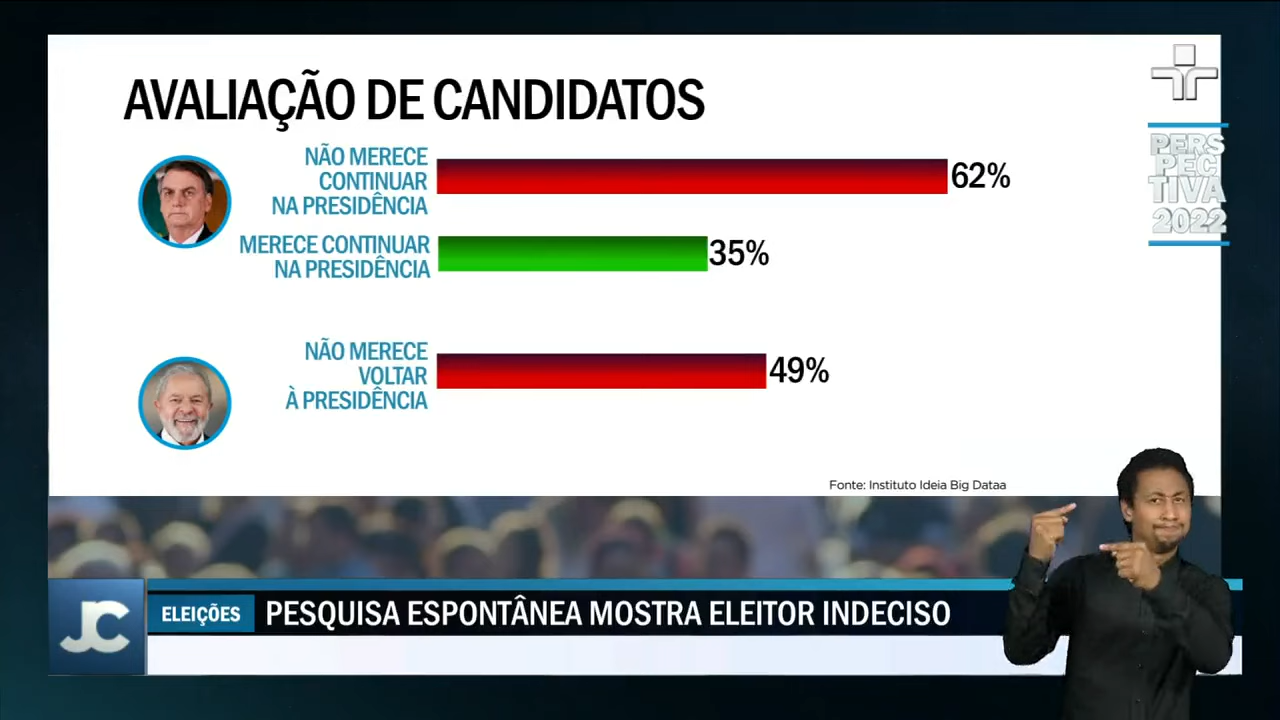 AVALIAÇÃO DE CANDIDATOS
NÃO MERECE
CONTINUAR
NA PRESIDÊNCIA
62%
MERECE CONTINUAR
NA PRESIDÊNCIA
35%
NÃO MERECE
VOLTAR
À PRESIDÊNCIA
49%
Fonte: Instituto Ideia Big Dataa
PERS
PEC
TIVA
2022
JC
ELEIÇÕES
PESQUISA ESPONTÂNEA MOSTRA ELEITOR INDECISO